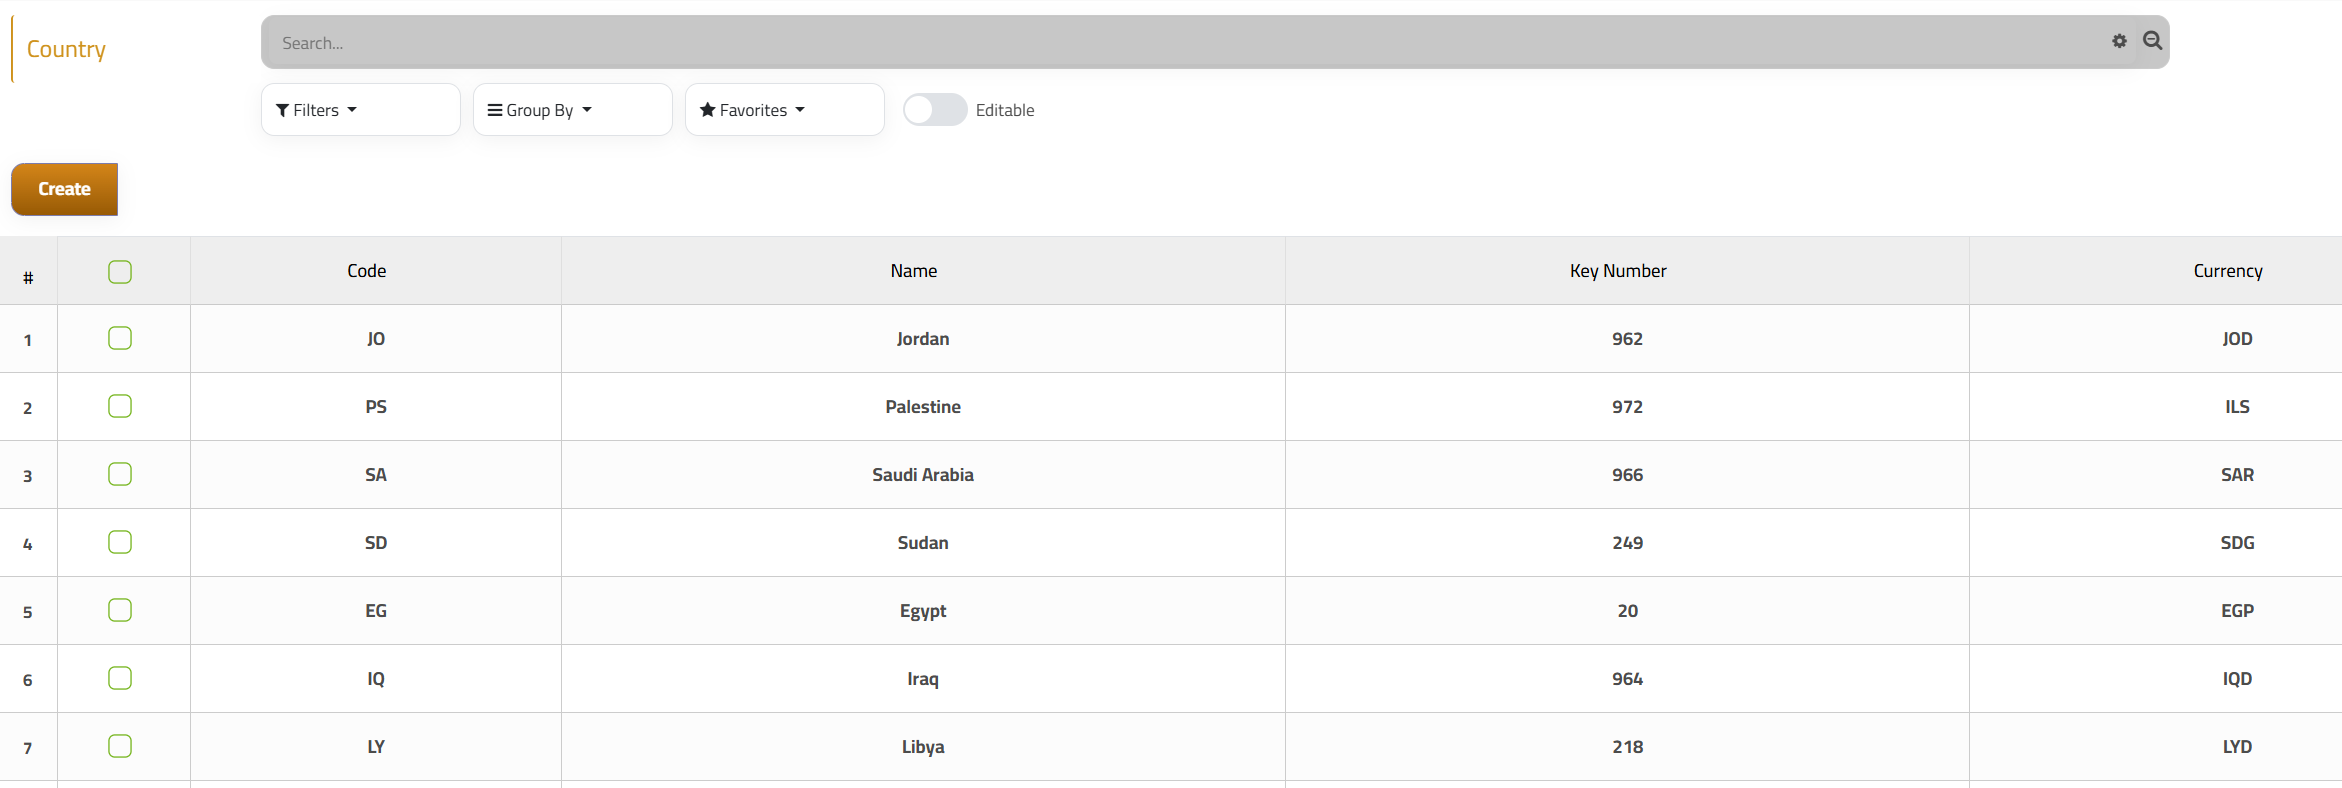 Country
Search...
Filters Group By Favorites Editable
Create
# Code Name Key Number Currency
1 JO Jordan 962 JOD
2 PS Palestine 972 ILS
3 SA Saudi Arabia 966 SAR
4 SD Sudan 249 SDG
5 EG Egypt 20 EGP
6 IQ Iraq 964 IQD
7 LY Libya 218 LYD